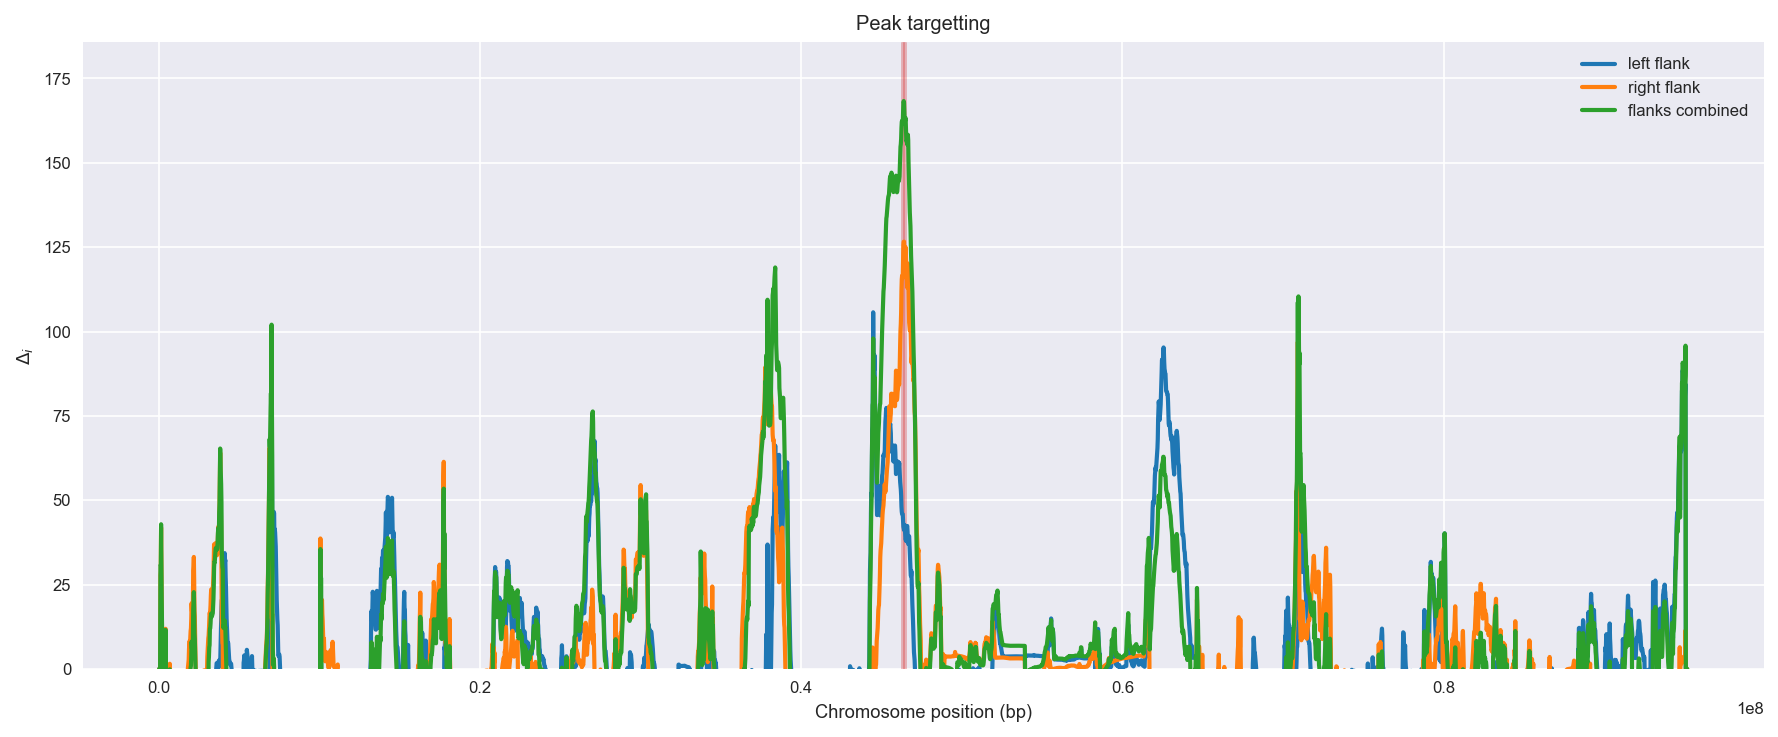 Peak targetting
175
150
125
100
75
50
25
0
Δi
left flank
right flank
flanks combined
0.0 0.2 0.4 0.6 0.8
1e8
Chromosome position (bp)